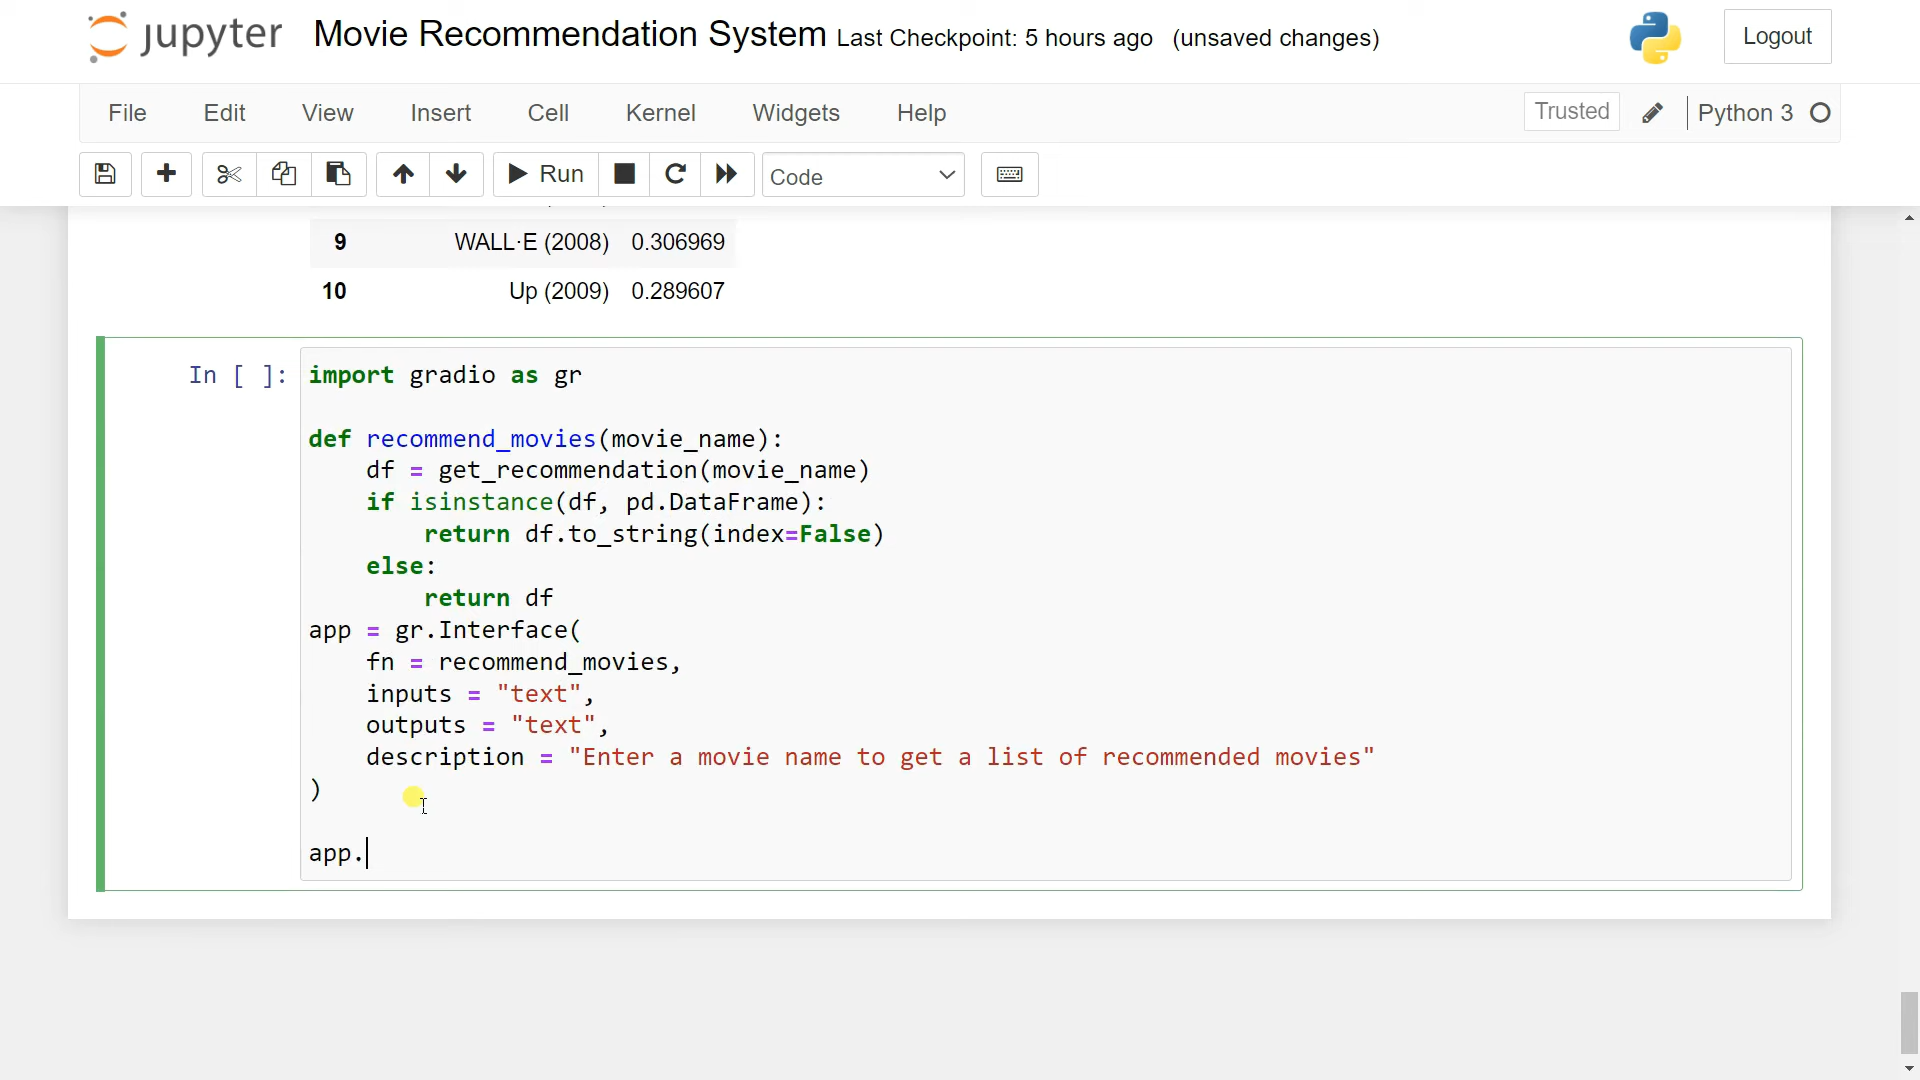 jupyter Movie Recommendation System Last Checkpoint: 5 hours ago (unsaved changes) Logout
File Edit View Insert Cell Kernel Widgets Help Trusted Python 3
Run Code
9 WALL·E (2008) 0.306969
10 Up (2009) 0.289607
In [ ]: import gradio as gr
def recommend_movies(movie_name):
    df = get_recommendation(movie_name)
    if isinstance(df, pd.DataFrame):
        return df.to_string(index=False)
    else:
        return df
app = gr.Interface(
    fn = recommend_movies,
    inputs = "text",
    outputs = "text",
    description = "Enter a movie name to get a list of recommended movies"
)
app.